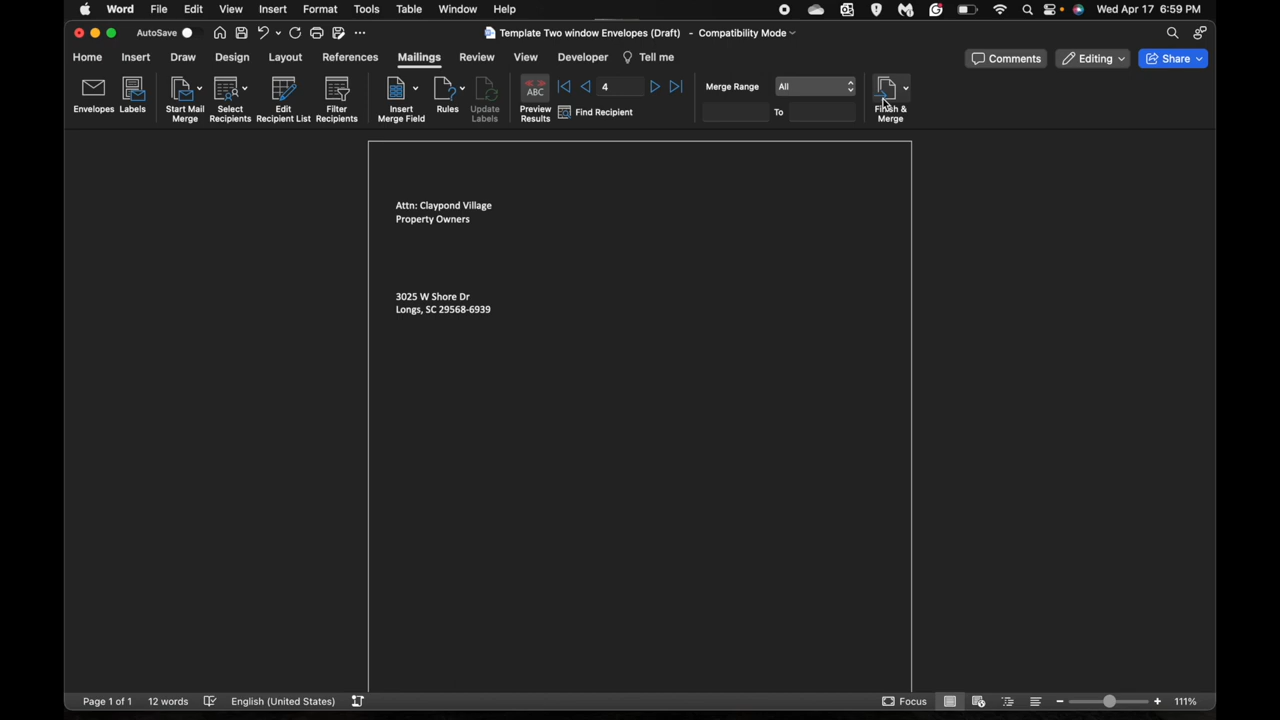 Word File Edit View Insert Format Tools Table Window Help Wed Apr 17 6:59 PM
AutoSave Template Two window Envelopes (Draft) - Compatibility Mode
Home Insert Draw Design Layout References Mailings Review View Developer Tell me Comments Editing Share
Envelopes
Labels
Start Mail
Merge
Select
Recipients
Edit
Recipient List
Filter
Recipients
Insert
Merge Field
Rules
Update
Labels
ABC
Preview
Results
4
Find Recipient
Merge Range All
To
Finish &
Merge
Attn: Claypond Village
Property Owners
3025 W Shore Dr
Longs, SC 29568-6939
Page 1 of 1 12 words English (United States) Focus 111%